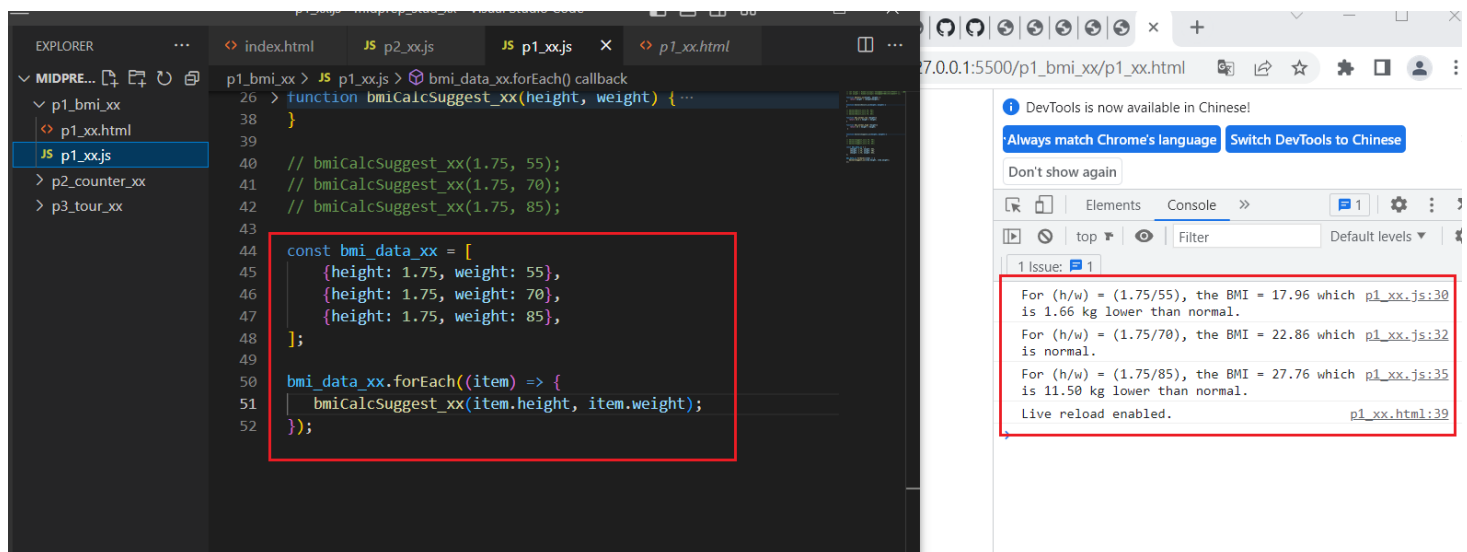 EXPLORER ···
index.html JS p2_xx.js JS p1_xx.js × p1_xx.html ···
MIDPRE...
p1_bmi_xx
p1_xx.html
JS p1_xx.js
p2_counter_xx
p3_tour_xx
p1_bmi_xx > JS p1_xx.js > bmi_data_xx.forEach() callback
26 > function bmiCalcSuggest_xx(height, weight) { ···
38 }
39
40 // bmiCalcSuggest_xx(1.75, 55);
41 // bmiCalcSuggest_xx(1.75, 70);
42 // bmiCalcSuggest_xx(1.75, 85);
43
44 const bmi_data_xx = [
45 {height: 1.75, weight: 55},
46 {height: 1.75, weight: 70},
47 {height: 1.75, weight: 85},
48 ];
49
50 bmi_data_xx.forEach((item) => {
51 bmiCalcSuggest_xx(item.height, item.weight);
52 });
7.0.0.1:5500/p1_bmi_xx/p1_xx.html
DevTools is now available in Chinese!
Always match Chrome's language Switch DevTools to Chinese
Don't show again
Elements Console » 1
top Filter Default levels ▼
1 Issue: 1
For (h/w) = (1.75/55), the BMI = 17.96 which p1_xx.js:30
is 1.66 kg lower than normal.
For (h/w) = (1.75/70), the BMI = 22.86 which p1_xx.js:32
is normal.
For (h/w) = (1.75/85), the BMI = 27.76 which p1_xx.js:35
is 11.50 kg lower than normal.
Live reload enabled. p1_xx.html:39